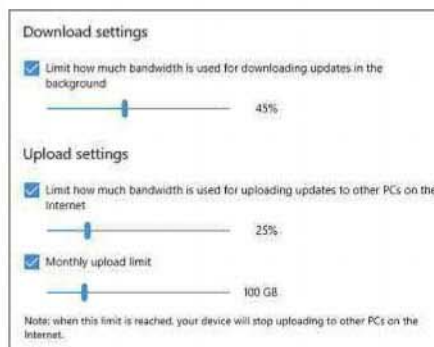 Download settings
Limit how much bandwidth is used for downloading updates in the
background
45%
Upload settings
Limit how much bandwidth is used for uploading updates to other PCs on the
Internet
25%
Monthly upload limit
100 GB
Note: when this limit is reached, your device will stop uploading to other PCs on the
Internet.